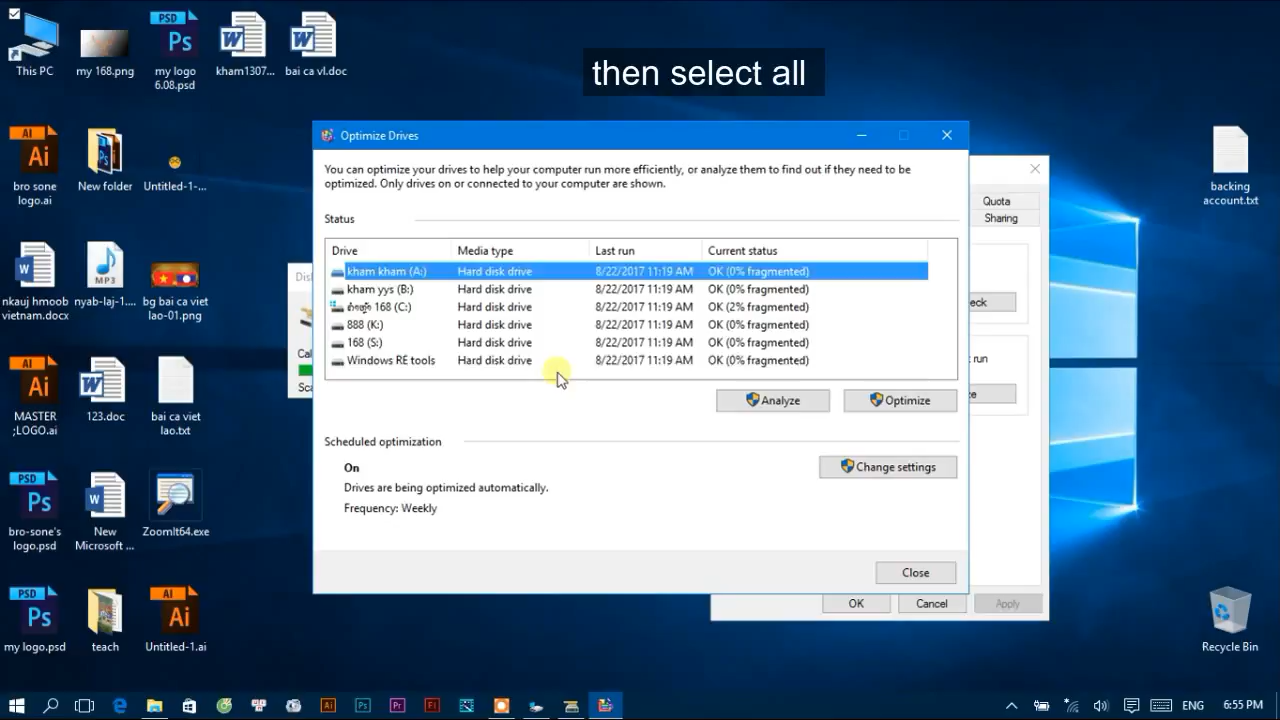 then select all
This PC
my 168.png
my logo
6.08.psd
kham1307...
bai ca vl.doc
bro sone
logo.ai
New folder
Untitled-1-...
nkauj hmoob
vietnam.docx
nyab-laj-1....
bg bai ca viet
lao-01.png
MASTER
;LOGO.ai
123.doc
bai ca viet
lao.txt
bro-sone's
logo.psd
New
Microsoft ...
ZoomIt64.exe
my logo.psd
teach
Untitled-1.ai
backing
account.txt
Recycle Bin
Optimize Drives
You can optimize your drives to help your computer run more efficiently, or analyze them to find out if they need to be
optimized. Only drives on or connected to your computer are shown.
Status
Drive Media type Last run Current status
kham kham (A:) Hard disk drive 8/22/2017 11:19 AM OK (0% fragmented)
kham yys (B:) Hard disk drive 8/22/2017 11:19 AM OK (0% fragmented)
168 (C:) Hard disk drive 8/22/2017 11:19 AM OK (2% fragmented)
888 (K:) Hard disk drive 8/22/2017 11:19 AM OK (0% fragmented)
168 (S:) Hard disk drive 8/22/2017 11:19 AM OK (0% fragmented)
Windows RE tools Hard disk drive 8/22/2017 11:19 AM OK (0% fragmented)
Analyze
Optimize
Scheduled optimization
On
Drives are being optimized automatically.
Frequency: Weekly
Change settings
Close
Quota
Sharing
eck
run
OK
Cancel
Apply
ENG
6:55 PM